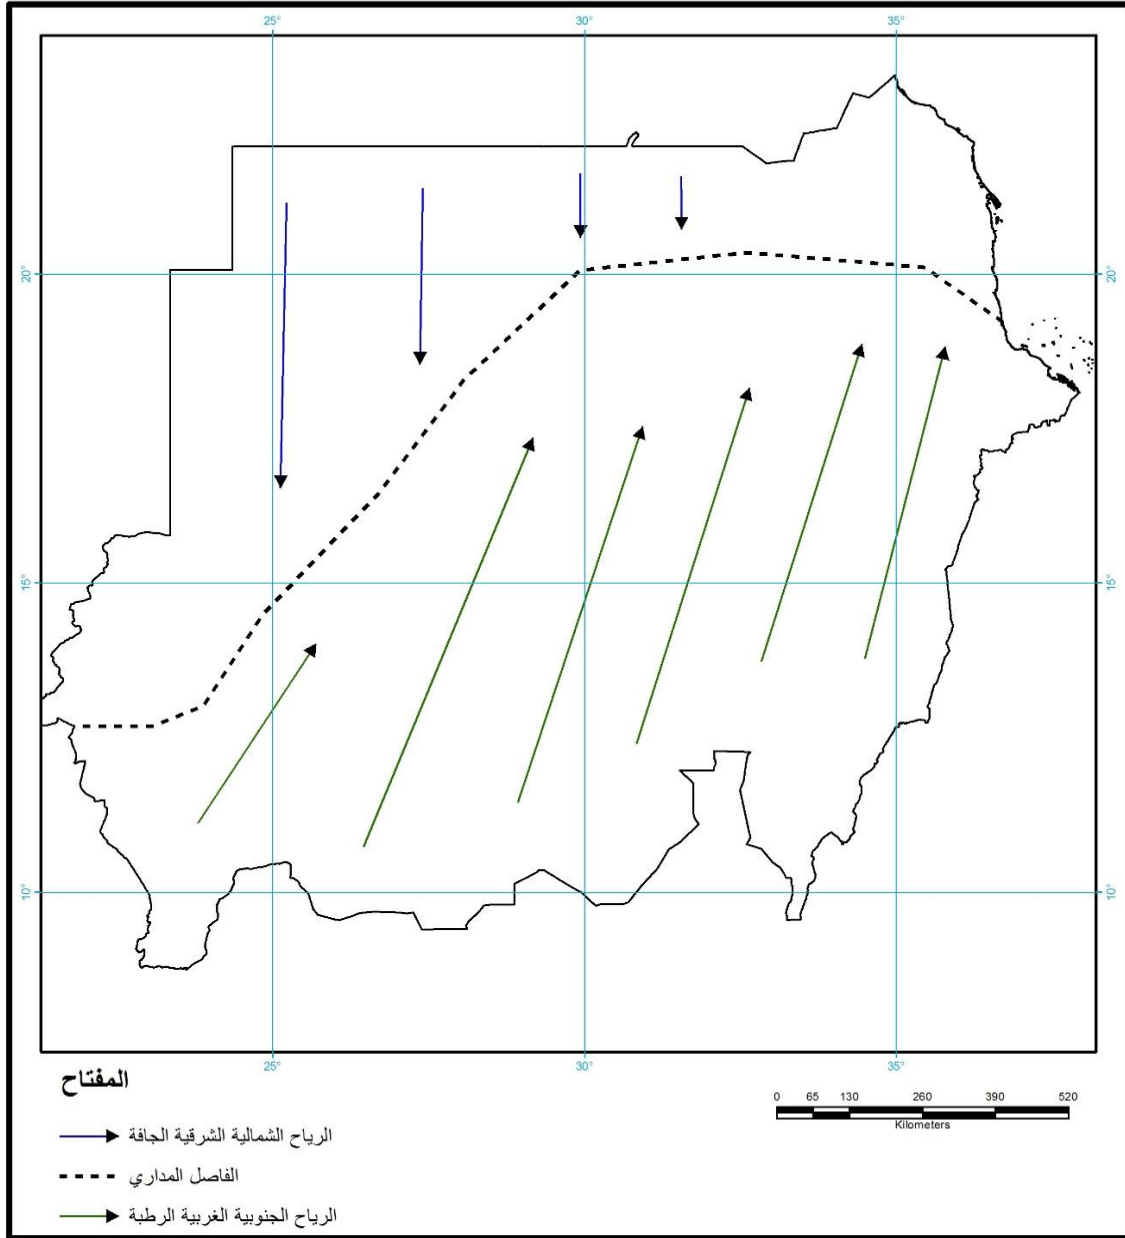 25° 30° 35°
20° 20°
15° 15°
10° 10°
25° 30° 35°
المفتاح
الرياح الشمالية الشرقية الجافة
الفاصل المداري
الرياح الجنوبية الغربية الرطبة
0 65 130 260 390 520
Kilometers